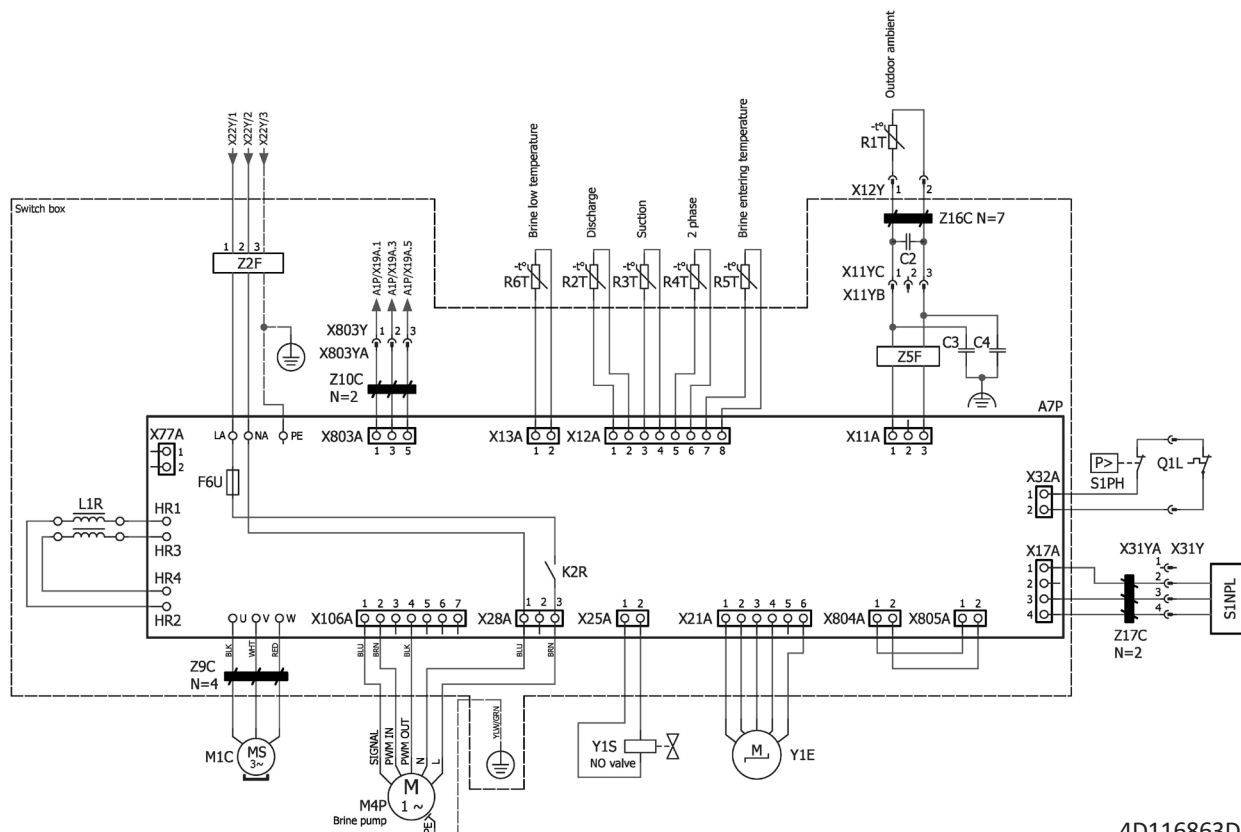 Outdoor ambient
X22Y/1
X22Y/2
X22Y/3
-t°
R1T
X12Y 1 2
Switch box
Z16C N=7
C2
1 2 3
Z2F
A1P/X19A.1
A1P/X19A.3
A1P/X19A.5
Brine low temperature
Discharge
Suction
2 phase
Brine entering temperature
-t°
R6T
-t°
R2T
-t°
R3T
-t°
R4T
-t°
R5T
X11YC 1 2 3
X11YB
X803Y 1 2 3
X803YA
Z10C
N=2
C3 C4
Z5F
A7P
X77A
1
2
LA NA PE
X803A
1 3 5
X13A
1 2
X12A
1 2 3 4 5 6 7 8
X11A
1 2 3
F6U
L1R
HR1
HR3
HR4
HR2
K2R
P>
S1PH
Q1L
X32A
1
2
X17A
1
2
3
4
X31YA X31Y
1
2
3
4
S1NPL
Z17C
N=2
U V W
X106A
1 2 3 4 5 6 7
X28A
1 2 3
X25A
1 2
X21A
1 2 3 4 5 6
X804A
1 2
X805A
1 2
BLK
WHT
RED
BLU
BRN
BLK
BLU
BRN
Z9C
N=4
M1C
MS
3~
SIGNAL
PWM IN
PWM OUT
N
L
YLW/GRN
M4P
Brine pump
M
1 ~
PE
Y1S
NO valve
M
Y1E
4D116863D